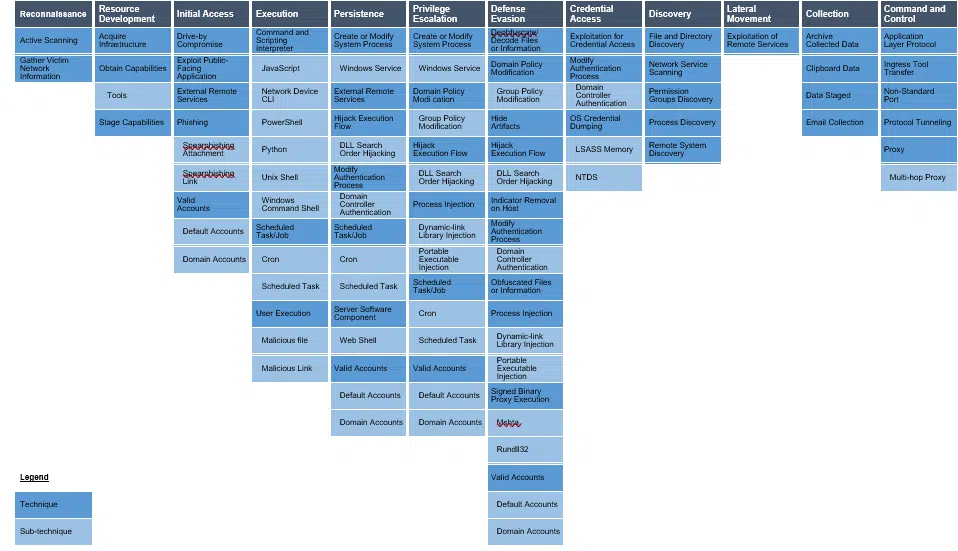 Reconnaissance
Active Scanning
Gather Victim
Network
Information
Resource
Development
Acquire
Infrastructure
Obtain Capabilities
Tools
Stage Capabilities
Initial Access
Drive-by
Compromise
Exploit Public-
Facing
Application
External Remote
Services
Phishing
Spearphishing
Attachment
Spearphishing
Link
Valid
Accounts
Default Accounts
Domain Accounts
Execution
Command and
Scripting
Interpreter
JavaScript
Network Device
CLI
PowerShell
Python
Unix Shell
Windows
Command Shell
Scheduled
Task/Job
Cron
Scheduled Task
User Execution
Malicious file
Malicious Link
Persistence
Create or Modify
System Process
Windows Service
External Remote
Services
Hijack Execution
Flow
DLL Search
Order Hijacking
Modify
Authentication
Process
Domain
Controller
Authentication
Scheduled
Task/Job
Cron
Scheduled Task
Server Software
Component
Web Shell
Valid Accounts
Default Accounts
Domain Accounts
Privilege
Escalation
Create or Modify
System Process
Windows Service
Domain Policy
Modi cation
Group Policy
Modification
Hijack
Execution Flow
DLL Search
Order Hijacking
Process Injection
Dynamic-link
Library Injection
Portable
Executable
Injection
Scheduled
Task/Job
Cron
Scheduled Task
Valid Accounts
Default Accounts
Domain Accounts
Defense
Evasion
Deobfuscate/
Decode Files
or Information
Domain Policy
Modification
Group Policy
Modification
Hide
Artifacts
Hijack
Execution Flow
DLL Search
Order Hijacking
Indicator Removal
on Host
Modify
Authentication
Process
Domain
Controller
Authentication
Obfuscated Files
or Information
Process Injection
Dynamic-link
Library Injection
Portable
Executable
Injection
Signed Binary
Proxy Execution
Mshta
Rundll32
Valid Accounts
Default Accounts
Domain Accounts
Credential
Access
Exploitation for
Credential Access
Modify
Authentication
Process
Domain
Controller
Authentication
OS Credential
Dumping
LSASS Memory
NTDS
Discovery
File and Directory
Discovery
Network Service
Scanning
Permission
Groups Discovery
Process Discovery
Remote System
Discovery
Lateral
Movement
Exploitation of
Remote Services
Collection
Archive
Collected Data
Clipboard Data
Data Staged
Email Collection
Command and
Control
Application
Layer Protocol
Ingress Tool
Transfer
Non-Standard
Port
Protocol Tunneling
Proxy
Multi-hop Proxy
Legend
Technique
Sub-technique